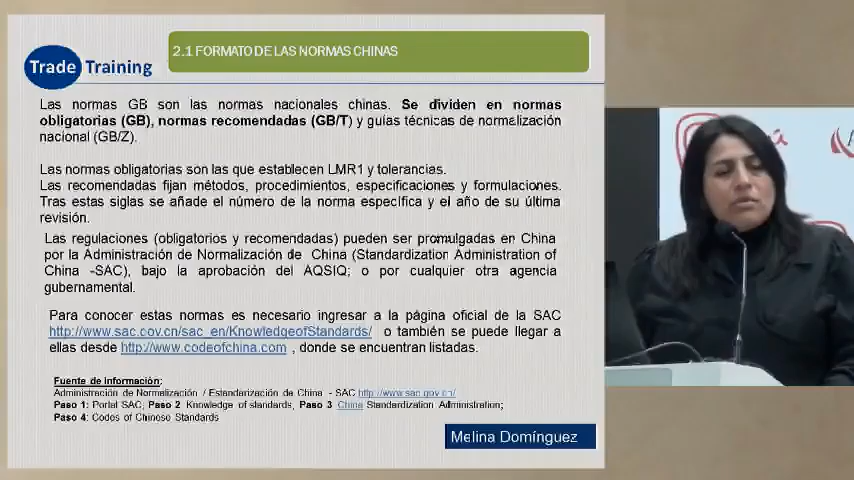 2.1 FORMATO DE LAS NORMAS CHINAS
Trade Training
Las normas GB son las normas nacionales chinas. Se dividen en normas
obligatorias (GB), normas recomendadas (GB/T) y guías técnicas de normalización
nacional (GB/Z).
Las normas obligatorias son las que establecen LMR1 y tolerancias.
Las recomendadas fijan métodos, procedimientos, especificaciones y formulaciones.
Tras estas siglas se añade el número de la norma específica y el año de su última
revisión.
Las regulaciones (obligatorios y recomendadas) pueden ser promulgadas en China
por la Administración de Normalización de China (Standardization Administration of
China -SAC), bajo la aprobación del AQSIQ; o por cualquier otra agencia
gubernamental.
Para conocer estas normas es necesario ingresar a la página oficial de la SAC
http://www.sac.gov.cn/sac_en/KnowledgeofStandards/ o también se puede llegar a
ellas desde http://www.codeofchina.com , donde se encuentran listadas.
Fuente de Información:
Administración de Normalización / Estandarización de China - SAC http://www.sac.gov.cn/
Paso 1: Portal SAC; Paso 2 Knowledge of standards; Paso 3 China Standardization Administration;
Paso 4: Codes of Chinese Standards
Melina Domínguez